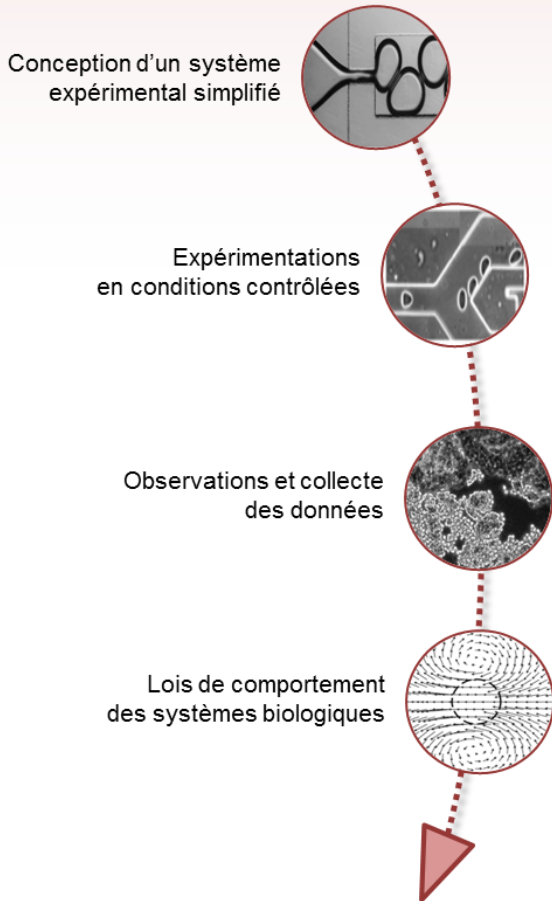 Conception d'un système
expérimental simplifié
Expérimentations
en conditions contrôlées
Observations et collecte
des données
Lois de comportement
des systèmes biologiques